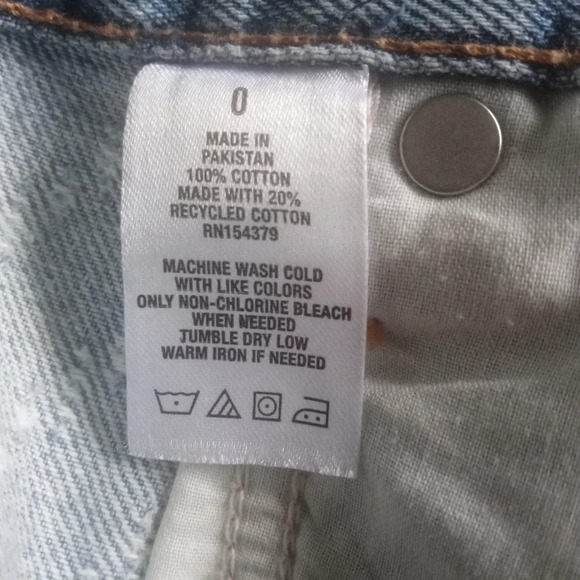 0
MADE IN
PAKISTAN
100% COTTON
MADE WITH 20%
RECYCLED COTTON
RN154379
MACHINE WASH COLD
WITH LIKE COLORS
ONLY NON-CHLORINE BLEACH
WHEN NEEDED
TUMBLE DRY LOW
WARM IRON IF NEEDED